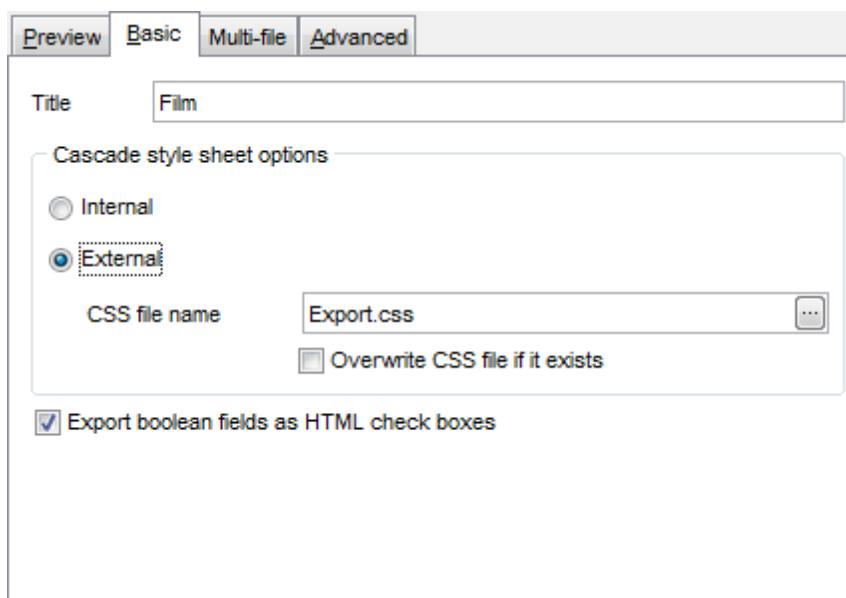 Preview Basic Multi-file Advanced
Title Film
Cascade style sheet options
Internal
External
CSS file name Export.css ...
Overwrite CSS file if it exists
Export boolean fields as HTML check boxes